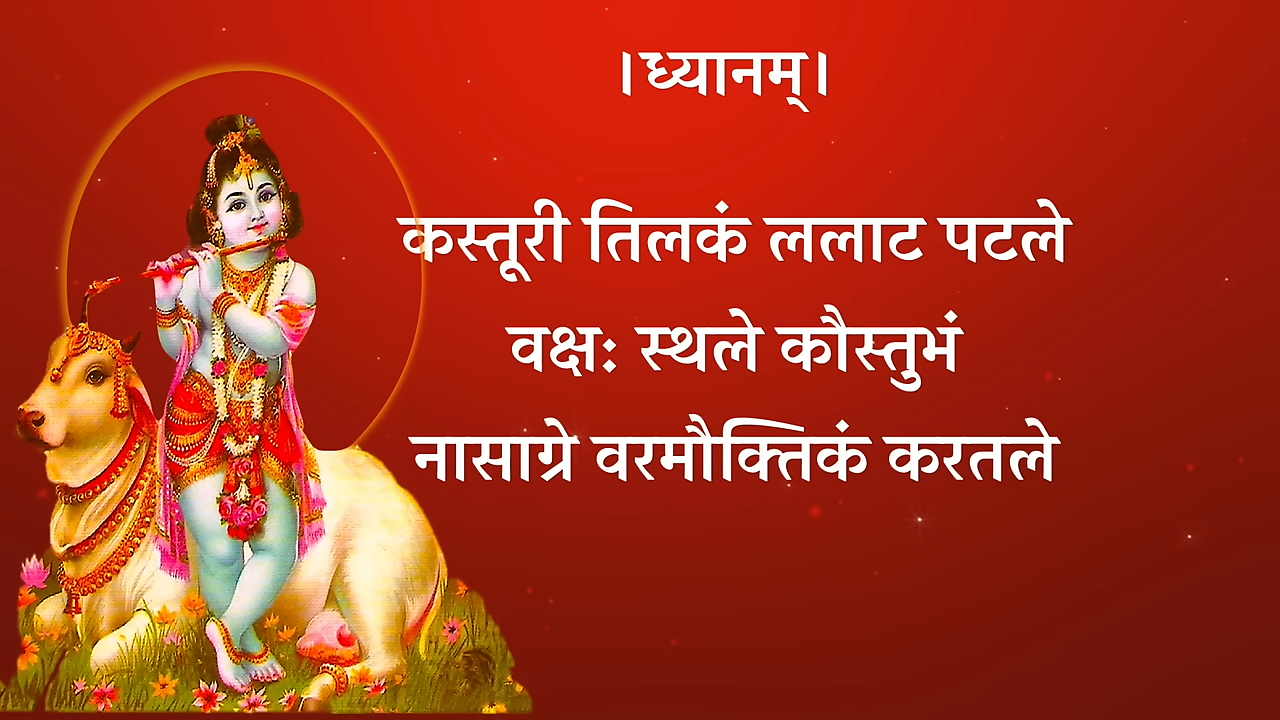 ।ध्यानम्।
कस्तूरी तिलकं ललाट पटले
वक्षः स्थले कौस्तुभं
नासाग्रे वरमौक्तिकं करतले